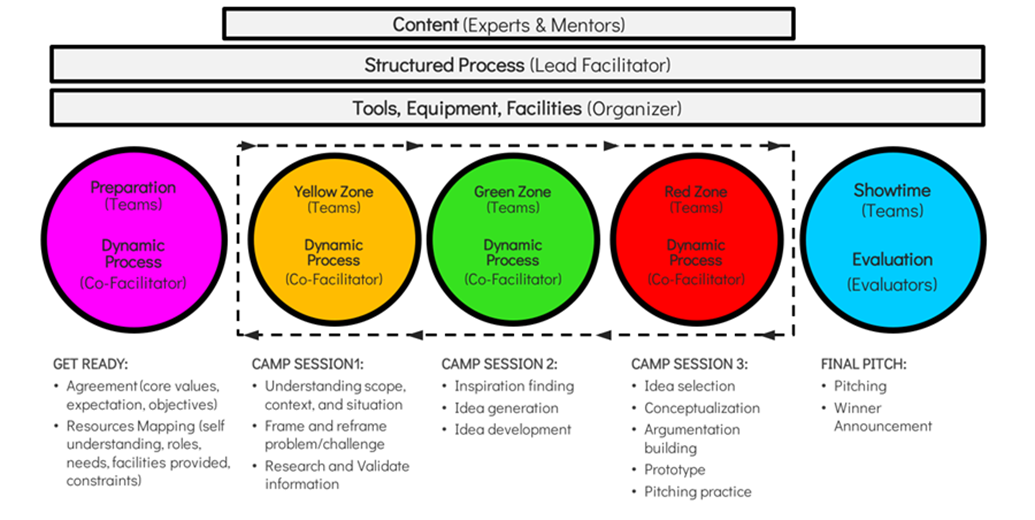 Content (Experts & Mentors)
Structured Process (Lead Facilitator)
Tools, Equipment, Facilities (Organizer)
Preparation
(Teams)
Dynamic
Process
(Co-Facilitator)
Yellow Zone
(Teams)
Dynamic
Process
(Co-Facilitator)
Green Zone
(Teams)
Dynamic
Process
(Co-Facilitator)
Red Zone
(Teams)
Dynamic
Process
(Co-Facilitator)
Showtime
(Teams)
Evaluation
(Evaluators)
GET READY:
• Agreement (core values,
expectation, objectives)
• Resources Mapping (self
understanding, roles,
needs, facilities provided,
constraints)
CAMP SESSION 1:
• Understanding scope,
context, and situation
• Frame and reframe
problem/challenge
• Research and Validate
information
CAMP SESSION 2:
• Inspiration finding
• Idea generation
• Idea development
CAMP SESSION 3:
• Idea selection
• Conceptualization
• Argumentation
building
• Prototype
• Pitching practice
FINAL PITCH:
• Pitching
• Winner
Announcement